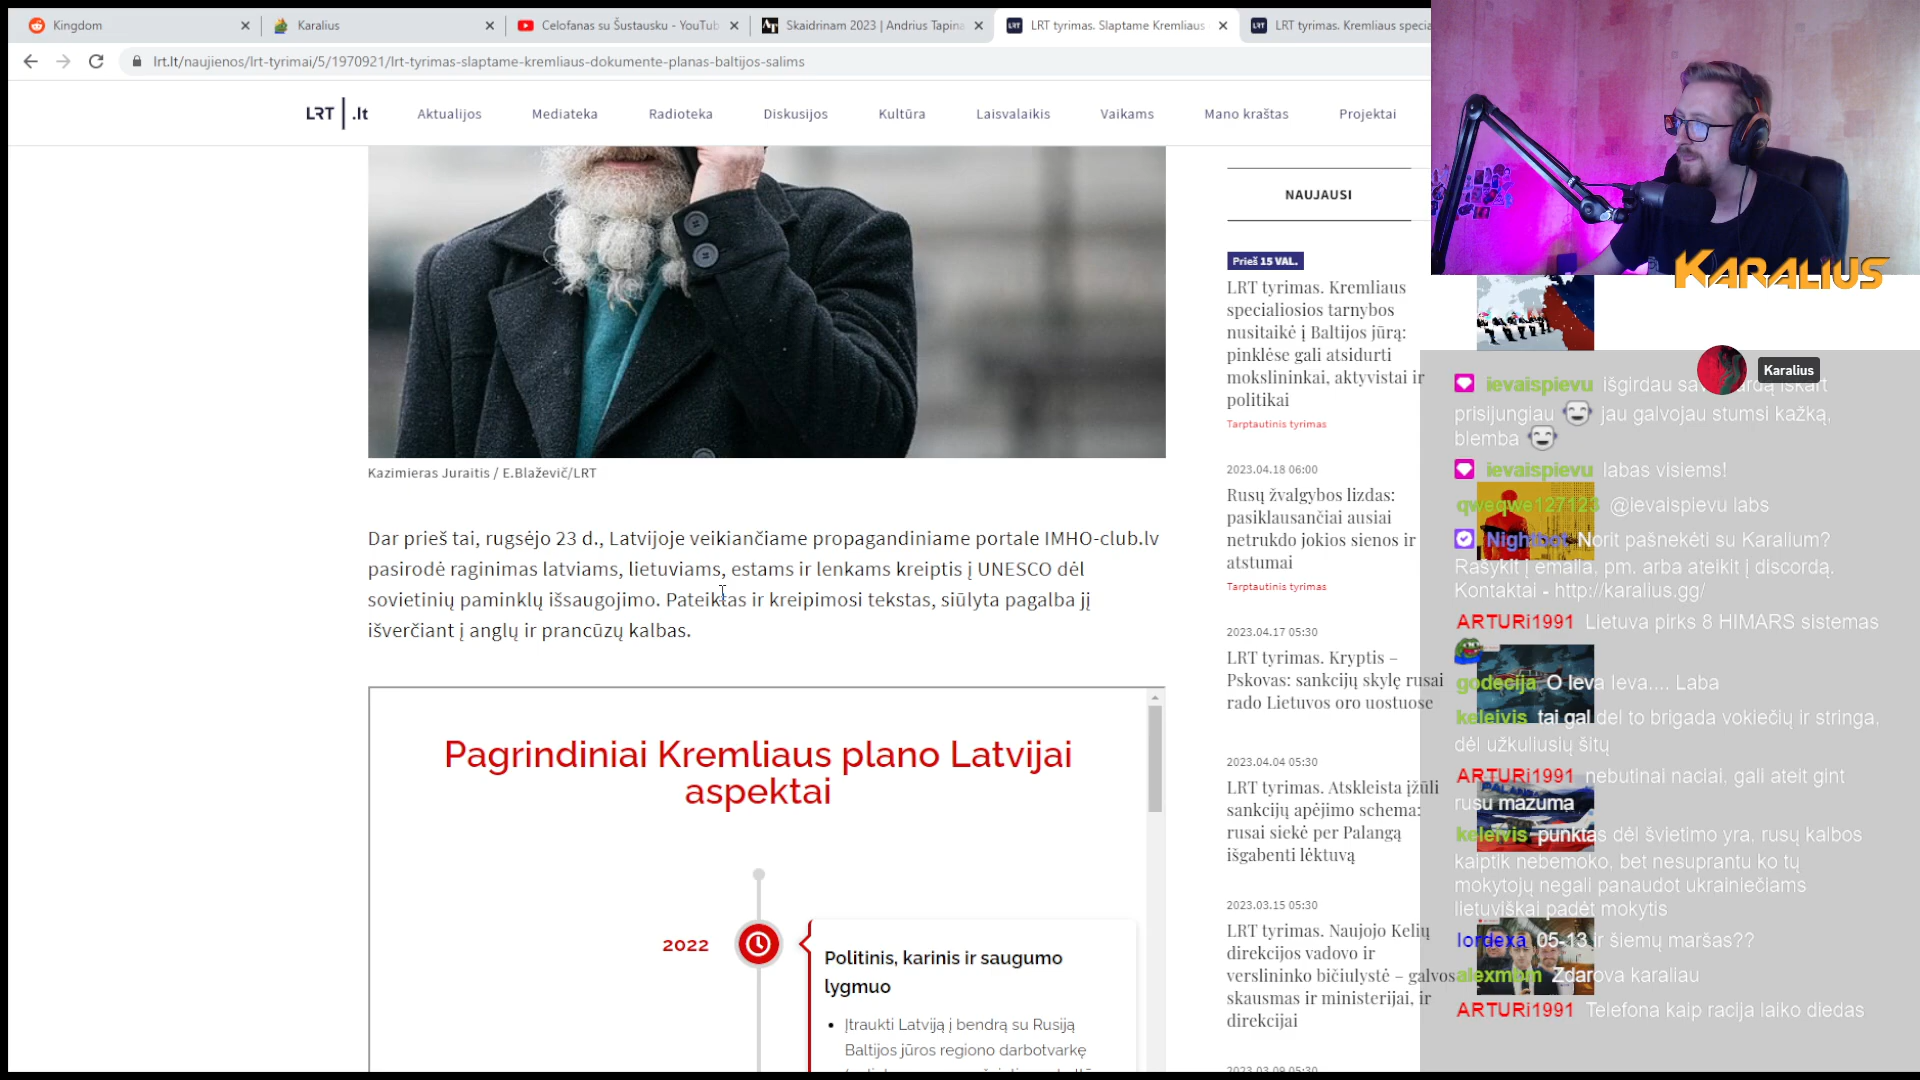 Kingdom
Karalius
Celofanas su Šustausku - YouTub
Skaidrinam 2023 | Andrius Tapina
LRT tyrimas. Slaptame Kremliaus
LRT tyrimas. Kremliaus specia
lrt.lt/naujienos/lrt-tyrimai/5/1970921/lrt-tyrimas-slaptame-kremliaus-dokumente-planas-baltijos-salims
LRT .lt
Aktualijos
Mediateka
Radioteka
Diskusijos
Kultūra
Laisvalaikis
Vaikams
Mano kraštas
Projektai
Kazimieras Juraitis / E.Blaževič/LRT
Dar prieš tai, rugsėjo 23 d., Latvijoje veikiančiame propagandiniame portale IMHO-club.lv
pasirodė raginimas latviams, lietuviams, estams ir lenkams kreiptis į UNESCO dėl
sovietinių paminklų išsaugojimo. Pateiktas ir kreipimosi tekstas, siūlyta pagalba jį
išverčiant į anglų ir prancūzų kalbas.
Pagrindiniai Kremliaus plano Latvijai
aspektai
2022
Politinis, karinis ir saugumo
lygmuo
Įtraukti Latviją į bendrą su Rusiją
Baltijos jūros regiono darbotvarkę
NAUJAUSI
Prieš 15 VAL.
LRT tyrimas. Kremliaus
specialiosios tarnybos
nusitaikė į Baltijos jūrą:
pinklėse gali atsidurti
mokslininkai, aktyvistai ir
politikai
Tarptautinis tyrimas
2023.04.18 06:00
Rusų žvalgybos lizdas:
pasiklausančiai ausiai
netrukdo jokios sienos ir
atstumai
Tarptautinis tyrimas
2023.04.17 05:30
LRT tyrimas. Kryptis –
Pskovas: sankcijų skylę rusai
rado Lietuvos oro uostuose
2023.04.04 05:30
LRT tyrimas. Atskleista įžūli
sankcijų apėjimo schema:
rusai siekė per Palangą
išgabenti lėktuvą
2023.03.15 05:30
LRT tyrimas. Naujojo Kelių
direkcijos vadovo ir
verslininko bičiulystė – galvos
skausmas ir ministerijai, ir
direkcijai
2023.03.09 05:30
KARALIUS
Karalius
ievaispievu išgirdau iškart
prisijungiau jau galvojau stumsi kažką,
blemba
ievaispievu labas visiems!
qweqwe127123 @ievaispievu labs
Nightbot Norit pašnekėti su Karalium?
Rašykit į emailą, pm. arba ateikit į discordą.
Kontaktai - http://karalius.gg/
ARTURi1991 Lietuva pirks 8 HIMARS sistemas
godecija O Ieva Ieva.... Laba
keleivis tai gal del to brigada vokiečių ir stringa,
dėl užkuliusių šitų
ARTURi1991 nebutinai naciai. gali ateit gint
rusu mazuma
PALANGA
keleivis punktas dėl švietimo yra, rusų kalbos
kaiptik nebemoko, bet nesuprantu ko tų
mokytojų negali panaudot ukrainiečiams
lietuviškai padėt mokytis
lordexa 05-13 ir šiemų maršas??
alexmbm Zdarova karaliau
ARTURi1991 Telefona kaip racija laiko diedas